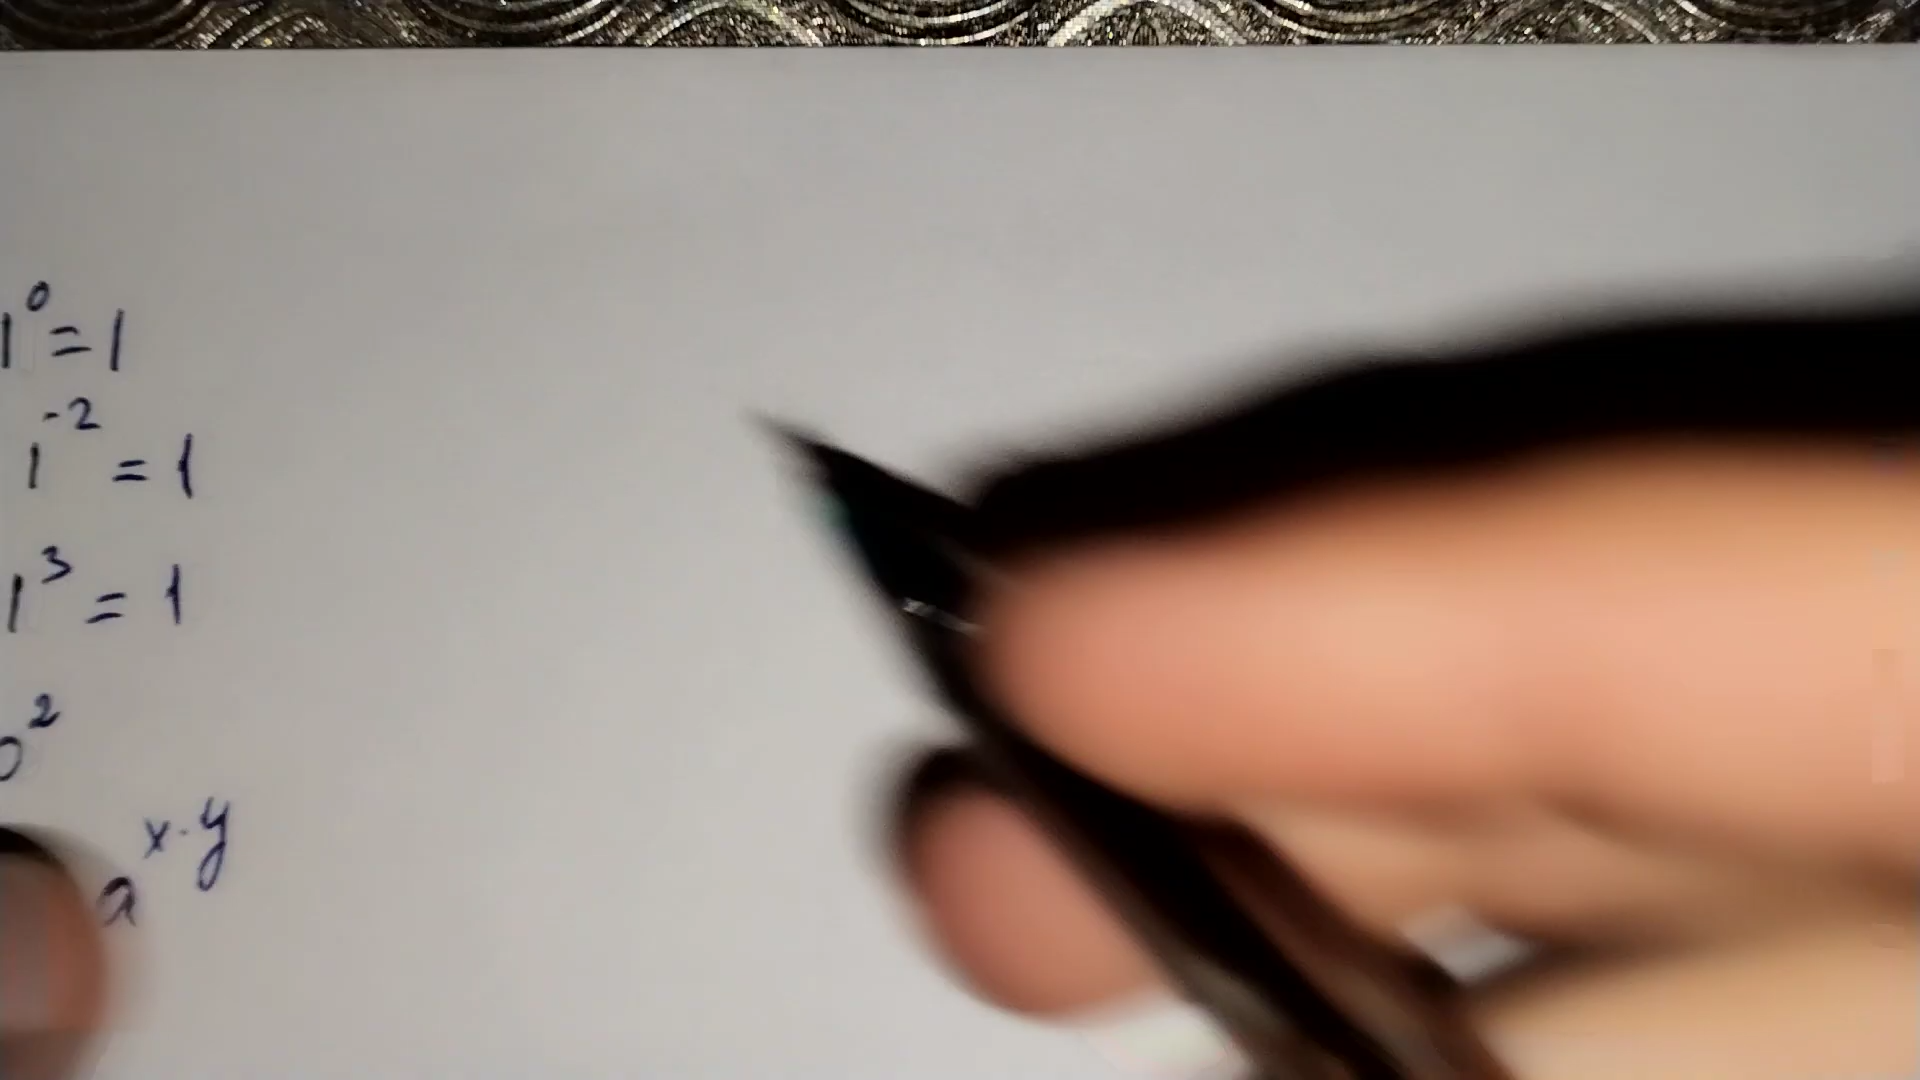 1⁰ = 1
1⁻² = 1
1³ = 1
0²
a^{x·y}